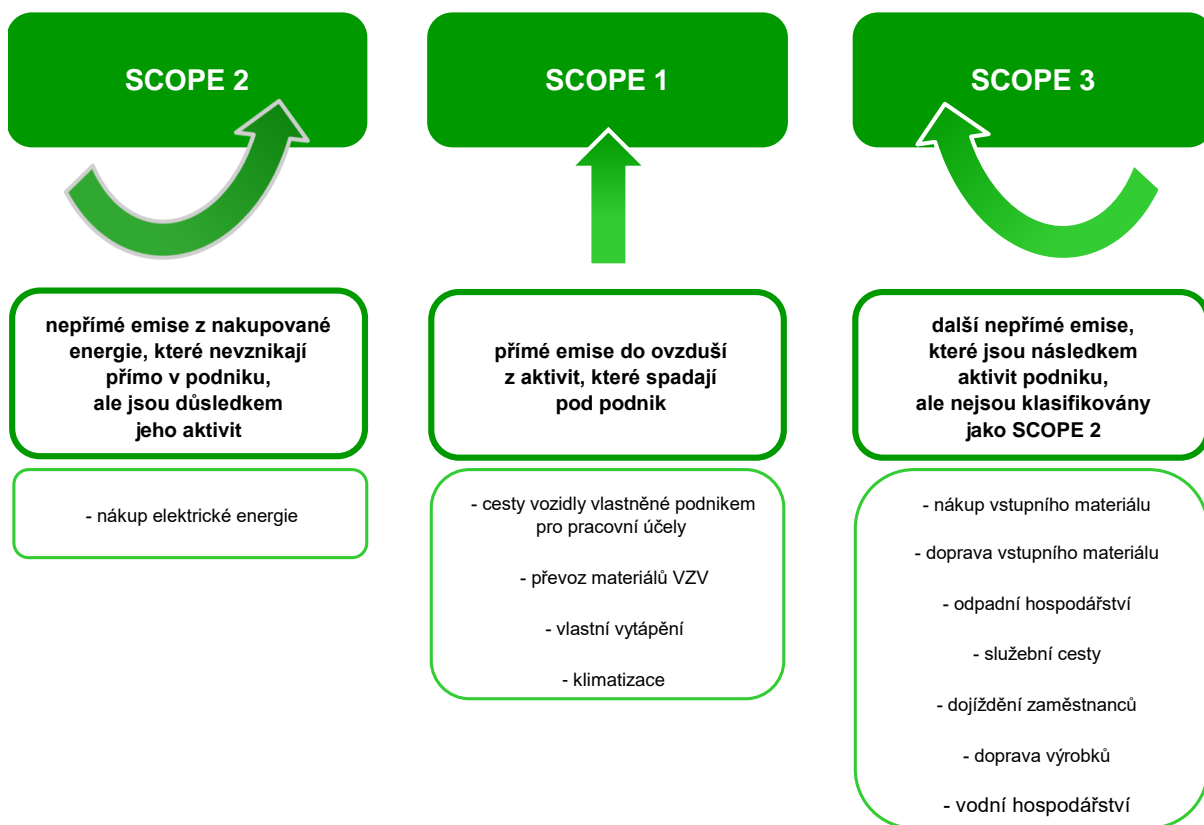 SCOPE 2
nepřímé emise z nakupované
energie, které nevznikají
přímo v podniku,
ale jsou důsledkem
jeho aktivit
- nákup elektrické energie
SCOPE 1
přímé emise do ovzduší
z aktivit, které spadají
pod podnik
- cesty vozidly vlastněné podnikem
pro pracovní účely
- převoz materiálů VZV
- vlastní vytápění
- klimatizace
SCOPE 3
další nepřímé emise,
které jsou následkem
aktivit podniku,
ale nejsou klasifikovány
jako SCOPE 2
- nákup vstupního materiálu
- doprava vstupního materiálu
- odpadní hospodářství
- služební cesty
- dojíždění zaměstnanců
- doprava výrobků
- vodní hospodářství